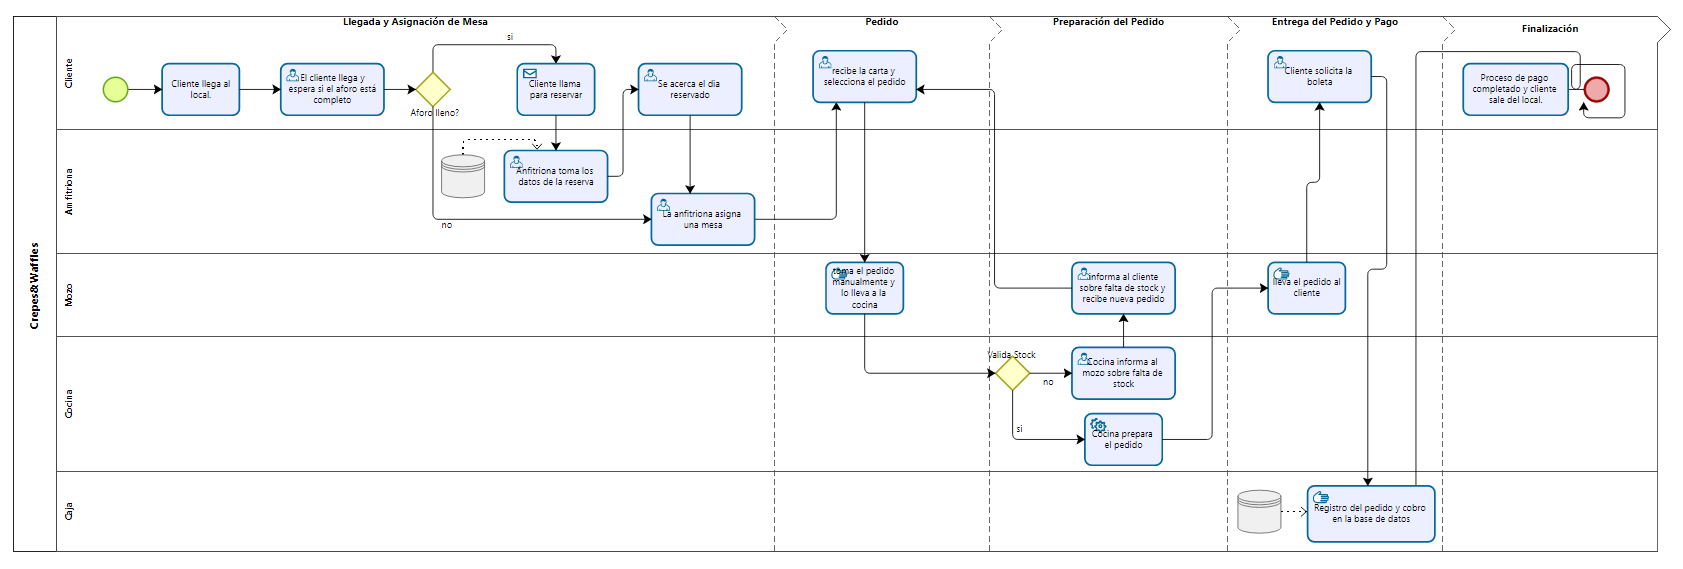 Llegada y Asignación de Mesa
Pedido
Preparación del Pedido
Entrega del Pedido y Pago
Finalización
Crepes&Waffles
Cliente
Cliente llega al
local.
El cliente llega y
espera si el aforo está
completo
Aforo lleno?
si
no
Cliente llama
para reservar
Se acerca el dia
reservado
recibe la carta y
selecciona el pedido
Cliente solicita la
boleta
Proceso de pago
completado y cliente
sale del local.
Anfitriona
Anfitriona toma los
datos de la reserva
La anfitriona asigna
una mesa
Mozo
toma el pedido
manualmente y
lo lleva a la
cocina
informa al cliente
sobre falta de stock y
recibe nueva pedido
lleva el pedido al
cliente
Cocina
Valida Stock
no
si
Cocina informa al
mozo sobre falta de
stock
Cocina prepara
el pedido
Caja
Registro del pedido y cobro
en la base de datos